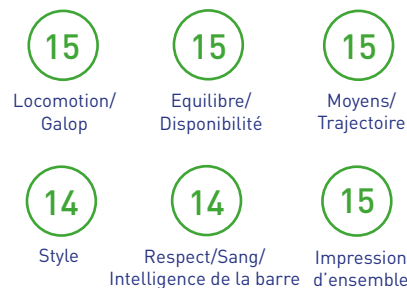 15 15 15
Locomotion/ Equilibre/ Moyens/
Galop Disponibilité Trajectoire
14 14 15
Style Respect/Sang/ Impression
Intelligence de la barre d'ensemble